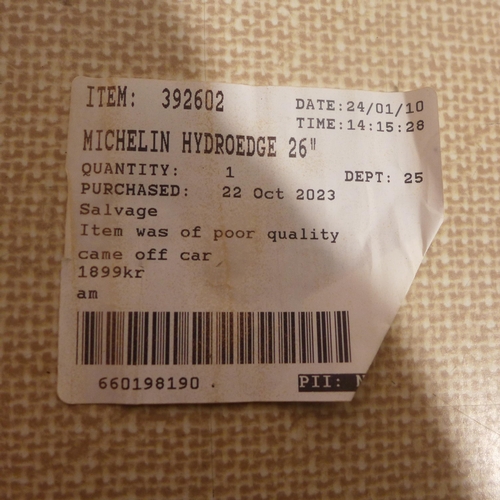 ITEM: 392602
DATE:24/01/10
TIME:14:15:28
MICHELIN HYDROEDGE 26"
QUANTITY: 1
DEPT: 25
PURCHASED: 22 Oct 2023
Salvage
Item was of poor quality
came off car
1899kr
am
660198190 .
PII: